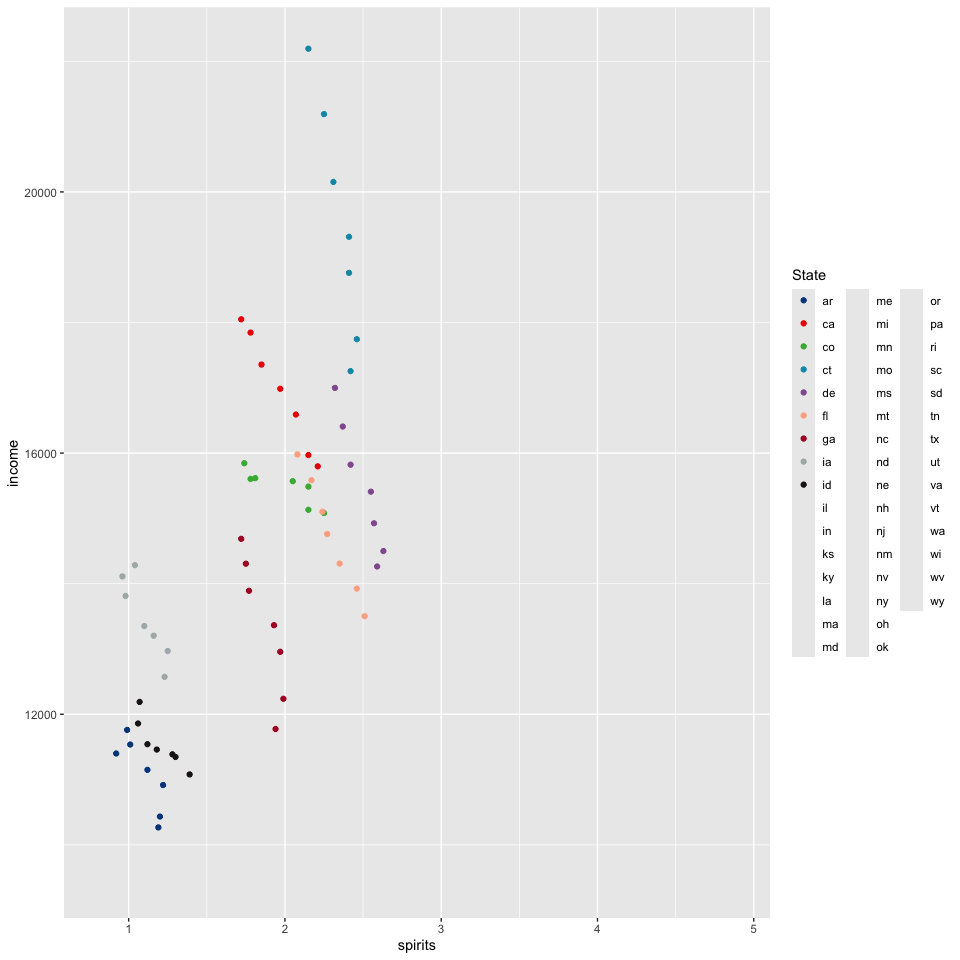 20000
16000
12000
income
1 2 3 4 5
spirits
State
ar me or
ca mi pa
co mn ri
ct mo sc
de ms sd
fl mt tn
ga nc tx
ia nd ut
id ne va
il nh vt
in nj wa
ks nm wi
ky nv wv
la ny wy
ma oh
md ok